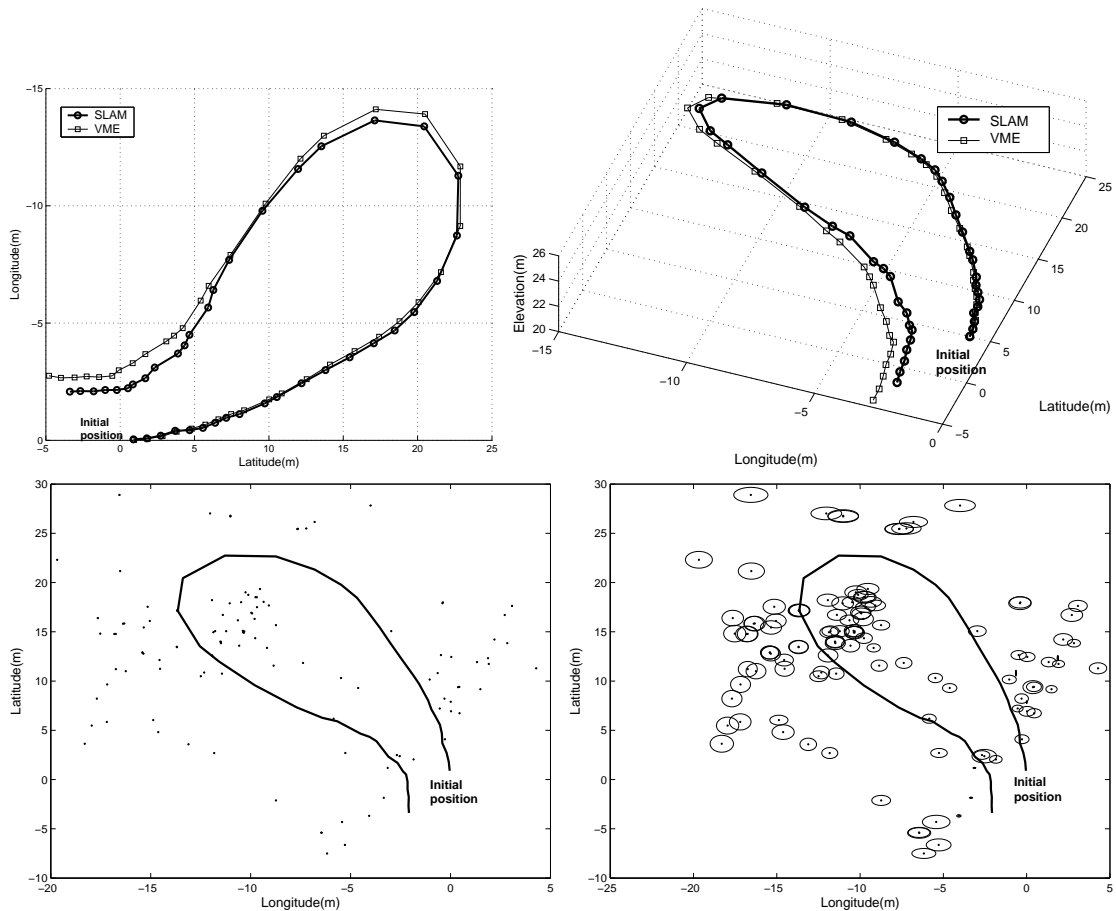 −15
−10
−5
0
Longitude(m)
SLAM
VME
Initial
position
0
5
10
15
20
25
Latitude(m)
SLAM
VME
26
24
22
20
Elevation(m)
−15
−10
−5
0
Longitude(m)
−5
0
5
10
15
20
25
Latitude(m)
Initial
position
30
25
20
15
10
5
0
−5
−10
Latitude(m)
Initial
position
−20
−15
−10
−5
0
5
Longitude(m)
30
25
20
15
10
5
0
−5
−10
Latitude(m)
Initial
position
−25
−20
−15
−10
−5
0
5
Longitude(m)